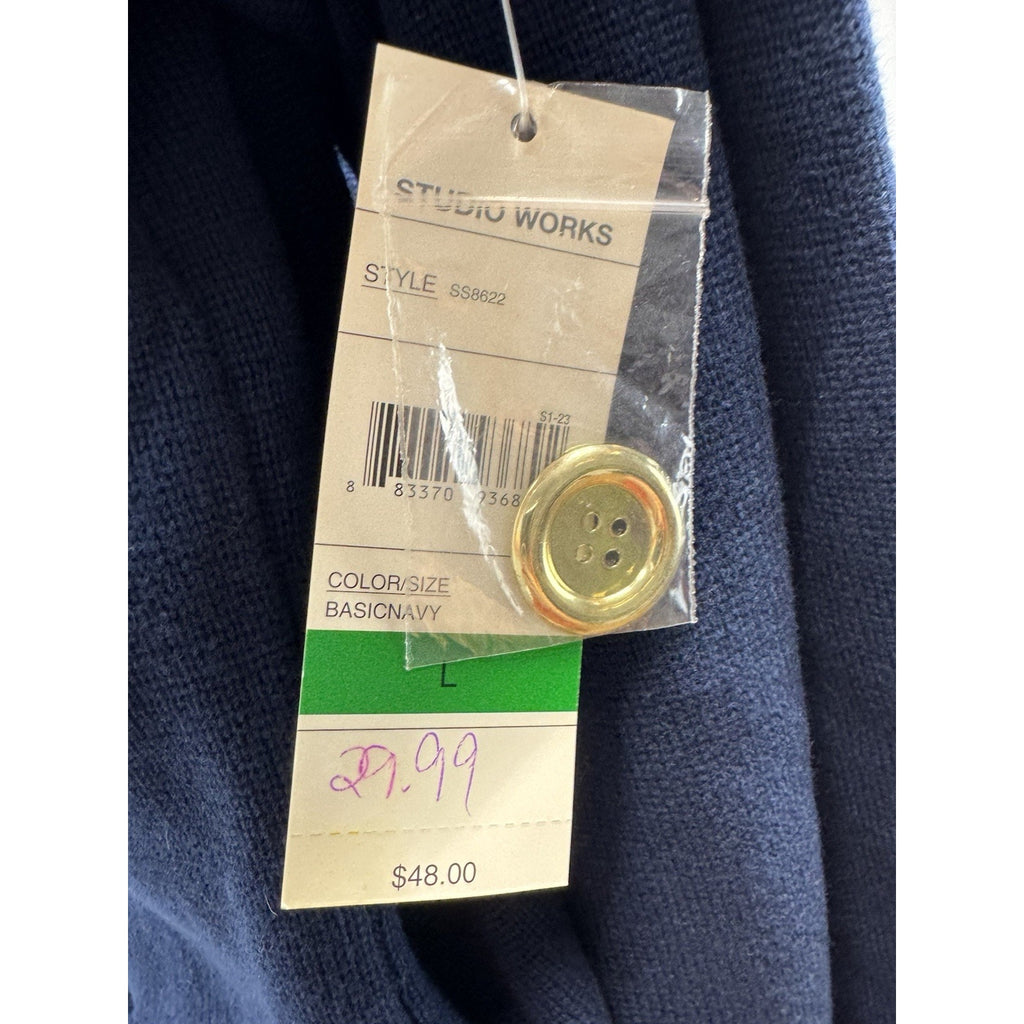 STUDIO WORKS
STYLE SS8622
S1-23
8 83370 9368
COLOR/SIZE
BASICNAVY
L
29.99
$48.00